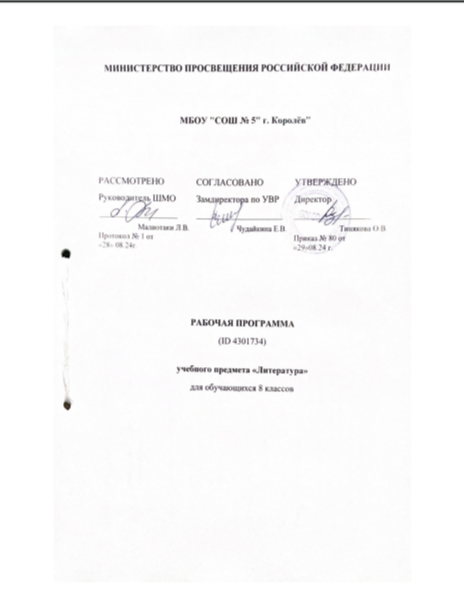 МИНИСТЕРСТВО ПРОСВЕЩЕНИЯ РОССИЙСКОЙ ФЕДЕРАЦИИ
МБОУ "СОШ № 5" г. Королёв"
РАССМОТРЕНО
Руководитель ШМО
Малиотаки Л.В.
Протокол № 1 от
«28» 08.24г.
СОГЛАСОВАНО
Замдиректора по УВР
Чудайкина Е.В.
УТВЕРЖДЕНО
Директор
О.В.
Приказ № 80 от
«29»08.24 г.
РАБОЧАЯ ПРОГРАММА
(ID 4301734)
учебного предмета «Литература»
для обучающихся 8 классов